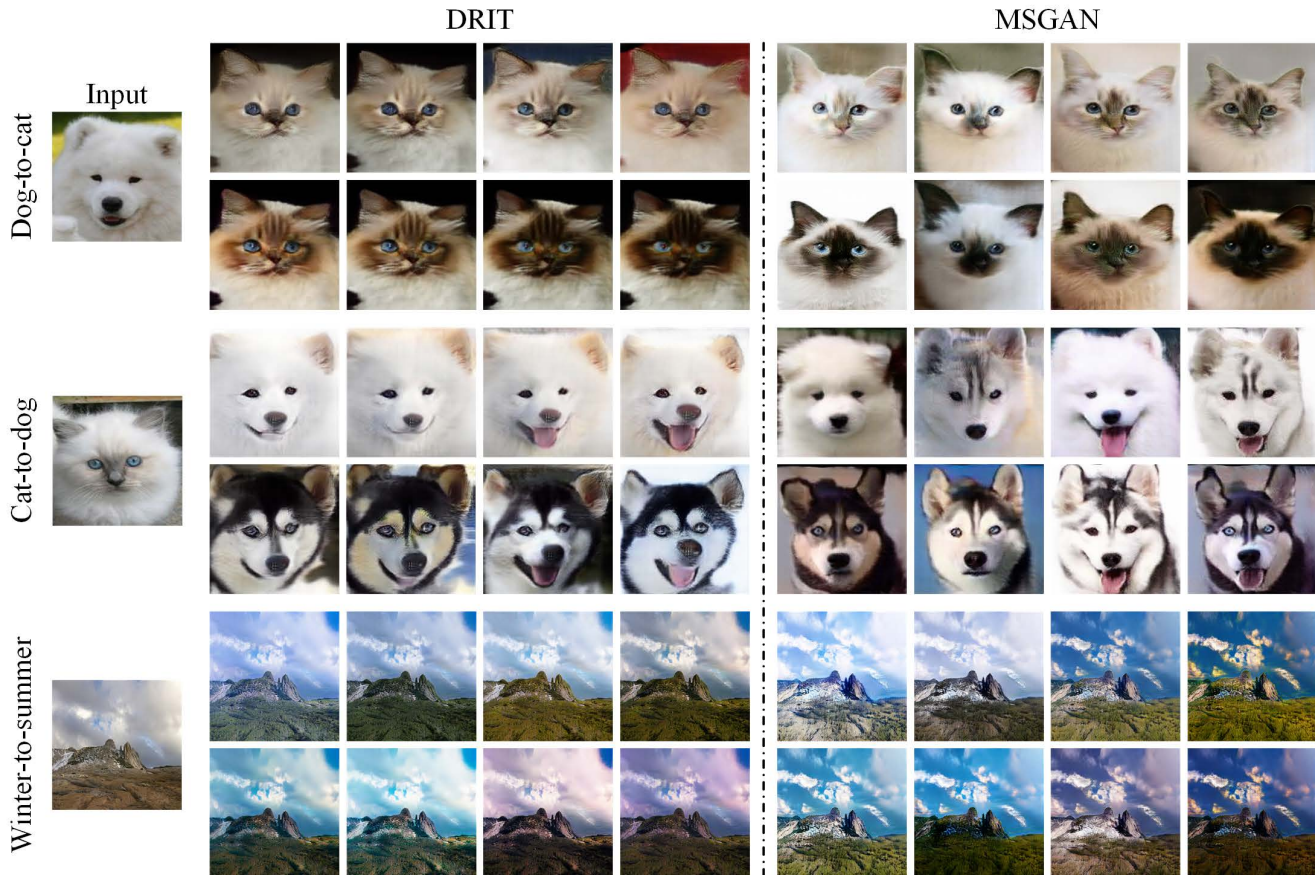 DRIT
MSGAN
Input
Dog-to-cat
Cat-to-dog
Winter-to-summer